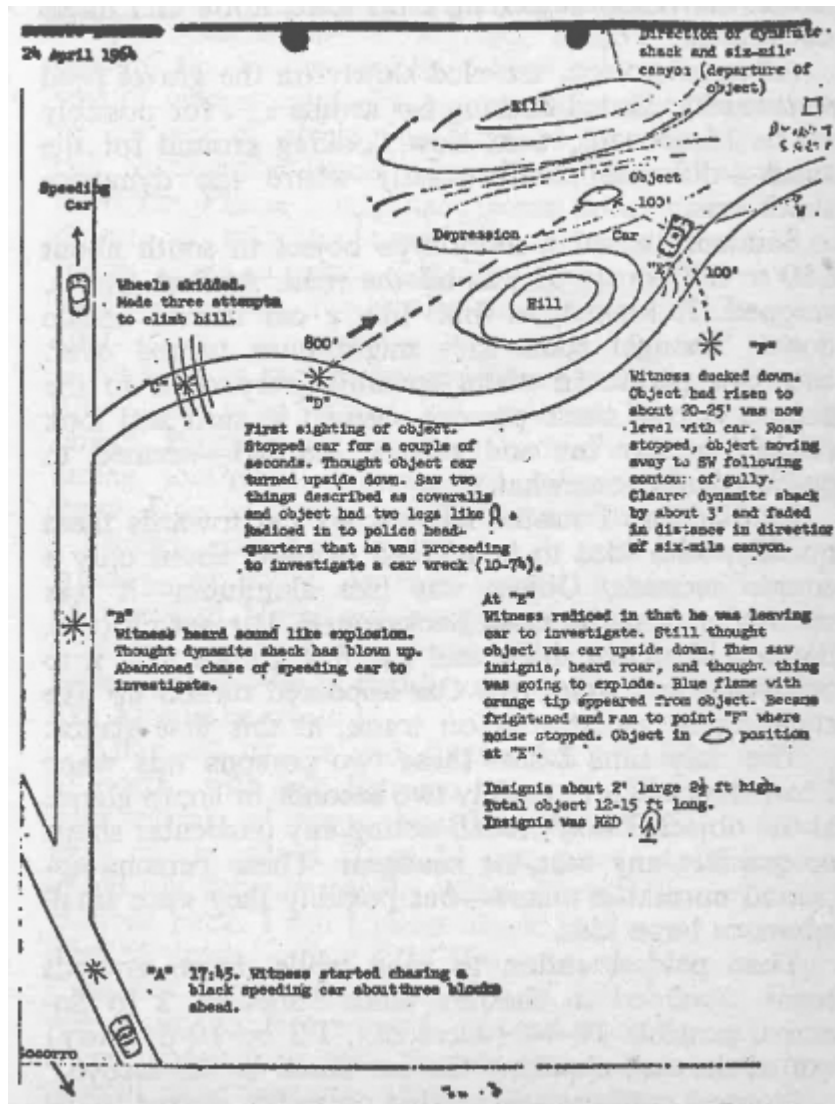 24 April 1964
Direction of dynamite
shack and six-mile
canyon (departure of
object)
Hill
Object
100'
Depression
Car
"E"
100'
"F"
Hill
Speeding
Car
Wheels skidded.
Made three attempts
to climb hill.
800'
"C"
"D"
First sighting of object.
Stopped car for a couple of
seconds. Thought object car
turned upside down. Saw two
things described as coveralls
and object had two legs like
Radioed in to police head-
quarters that he was proceeding
to investigate a car wreck (10-74).
Witness ducked down.
Object had risen to
about 20-25' was now
level with car. Roar
stopped, object moving
away to SW following
contour of gully.
Cleared dynamite shack
by about 3' and faded
in distance in direction
of six-mile canyon.
"B"
Witness heard sound like explosion.
Thought dynamite shack has blown up.
Abandoned chase of speeding car to
investigate.
At "E"
Witness radioed in that he was leaving
car to investigate. Still thought
object was car upside down. Then saw
insignia, heard roar, and thought thing
was going to explode. Blue flame with
orange tip appeared from object. Became
frightened and ran to point "F" where
noise stopped. Object in position
at "E".
Insignia about 2' large 2½ ft high.
Total object 12-15 ft long.
Insignia was RED
"A" 17:45. Witness started chasing a
black speeding car about three blocks
ahead.
Socorro